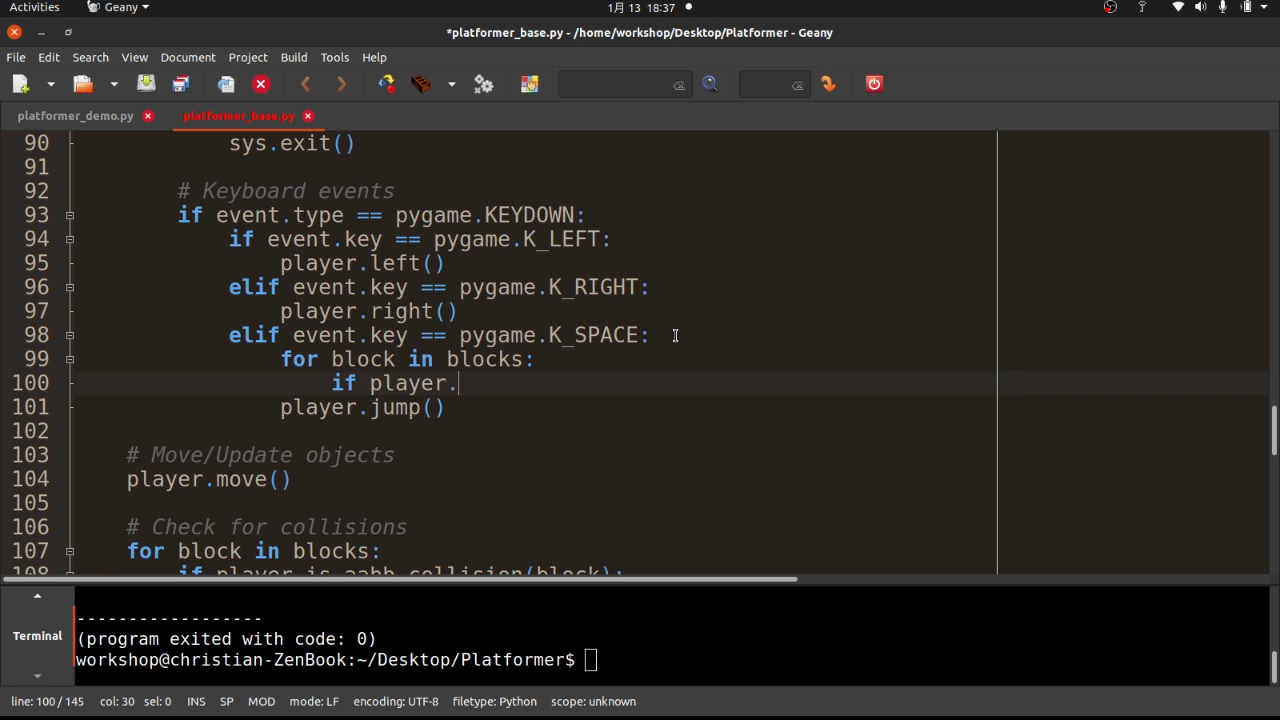 Activities Geany 1月 13 18:37
*platformer_base.py - /home/workshop/Desktop/Platformer - Geany
File Edit Search View Document Project Build Tools Help
platformer_demo.py platformer_base.py
90 sys.exit()
91
92 # Keyboard events
93 if event.type == pygame.KEYDOWN:
94 if event.key == pygame.K_LEFT:
95 player.left()
96 elif event.key == pygame.K_RIGHT:
97 player.right()
98 elif event.key == pygame.K_SPACE:
99 for block in blocks:
100 if player.
101 player.jump()
102
103 # Move/Update objects
104 player.move()
105
106 # Check for collisions
107 for block in blocks:
108 if player.is_aabb_collision(block):
------------------
(program exited with code: 0)
Terminal
workshop@christian-ZenBook:~/Desktop/Platformer$
line: 100 / 145 col: 30 sel: 0 INS SP MOD mode: LF encoding: UTF-8 filetype: Python scope: unknown